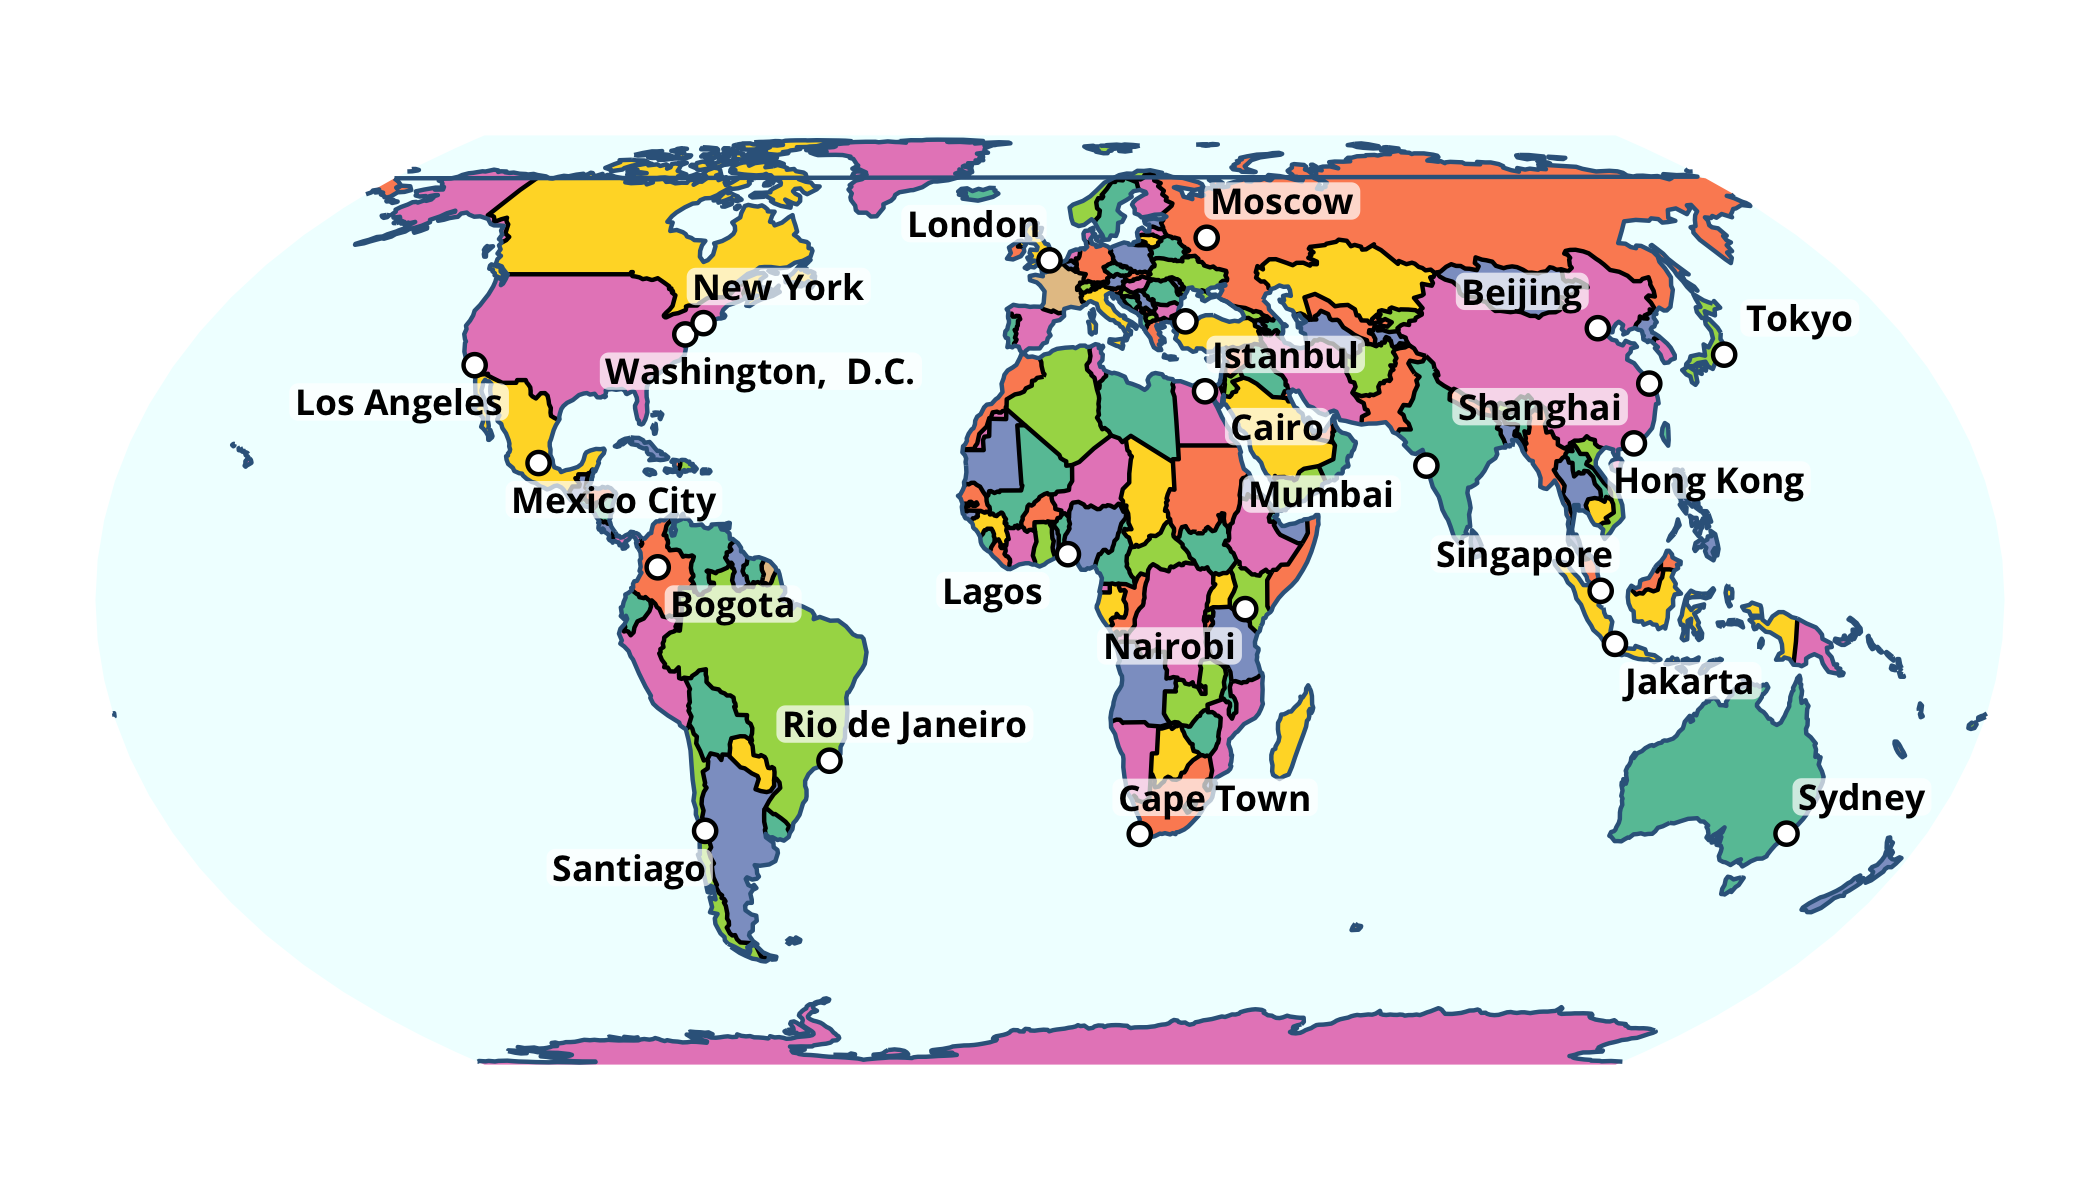 Moscow
London
New York
Beijing
Tokyo
Istanbul
Washington,  D.C.
Los Angeles
Shanghai
Cairo
Hong Kong
Mumbai
Mexico City
Singapore
Lagos
Bogota
Nairobi
Jakarta
Rio de Janeiro
Sydney
Cape Town
Santiago